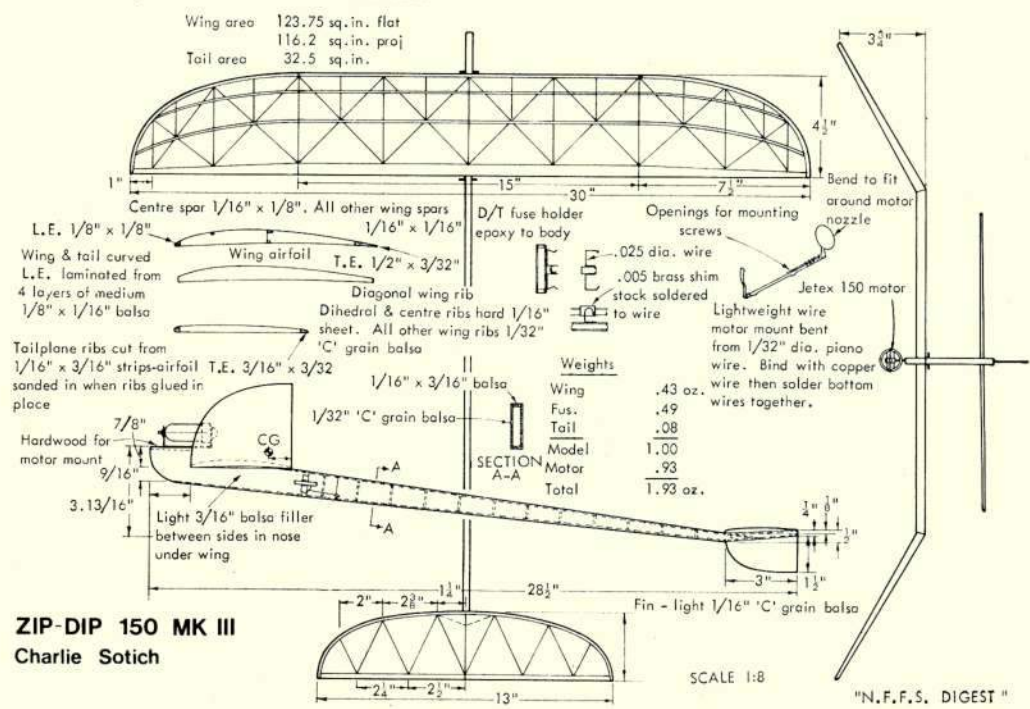 Wing area 123.75 sq.in. flat
116.2 sq.in. proj
Tail area 32.5 sq.in.
3¾"
4½"
1"
15"
30"
7½"
Centre spar 1/16" x 1/8". All other wing spars
1/16" x 1/16"
L.E. 1/8" x 1/8"
Wing airfoil
T.E. 1/2" x 3/32"
Wing & tail curved
L.E. laminated from
4 layers of medium
1/8" x 1/16" balsa
Diagonal wing rib
Dihedral & centre ribs hard 1/16"
sheet. All other wing ribs 1/32"
'C' grain balsa
D/T fuse holder
epoxy to body
.025 dia. wire
.005 brass shim
stock soldered
to wire
Openings for mounting
screws
Bend to fit
around motor
nozzle
Jetex 150 motor
Lightweight wire
motor mount bent
from 1/32" dia. piano
wire. Bind with copper
wire then solder bottom
wires together.
Tailplane ribs cut from
1/16" x 3/16" strips-airfoil
sanded in when ribs glued in
place
T.E. 3/16" x 3/32
1/16" x 3/16" balsa
1/32" 'C' grain balsa
SECTION
A-A
Weights
Wing .43 oz.
Fus. .49
Tail .08
Model 1.00
Motor .93
Total 1.93 oz.
7/8"
Hardwood for
motor mount
9/16"
3.13/16"
CG
A
A
Light 3/16" balsa filler
between sides in nose
under wing
¼"
⅛"
½"
3"
1½"
28½"
Fin - light 1/16" 'C' grain balsa
1¼"
2"
2⅜"
2¼"
2½"
13"
ZIP-DIP 150 MK III
Charlie Sotich
SCALE 1:8
"N.F.F.S. DIGEST"